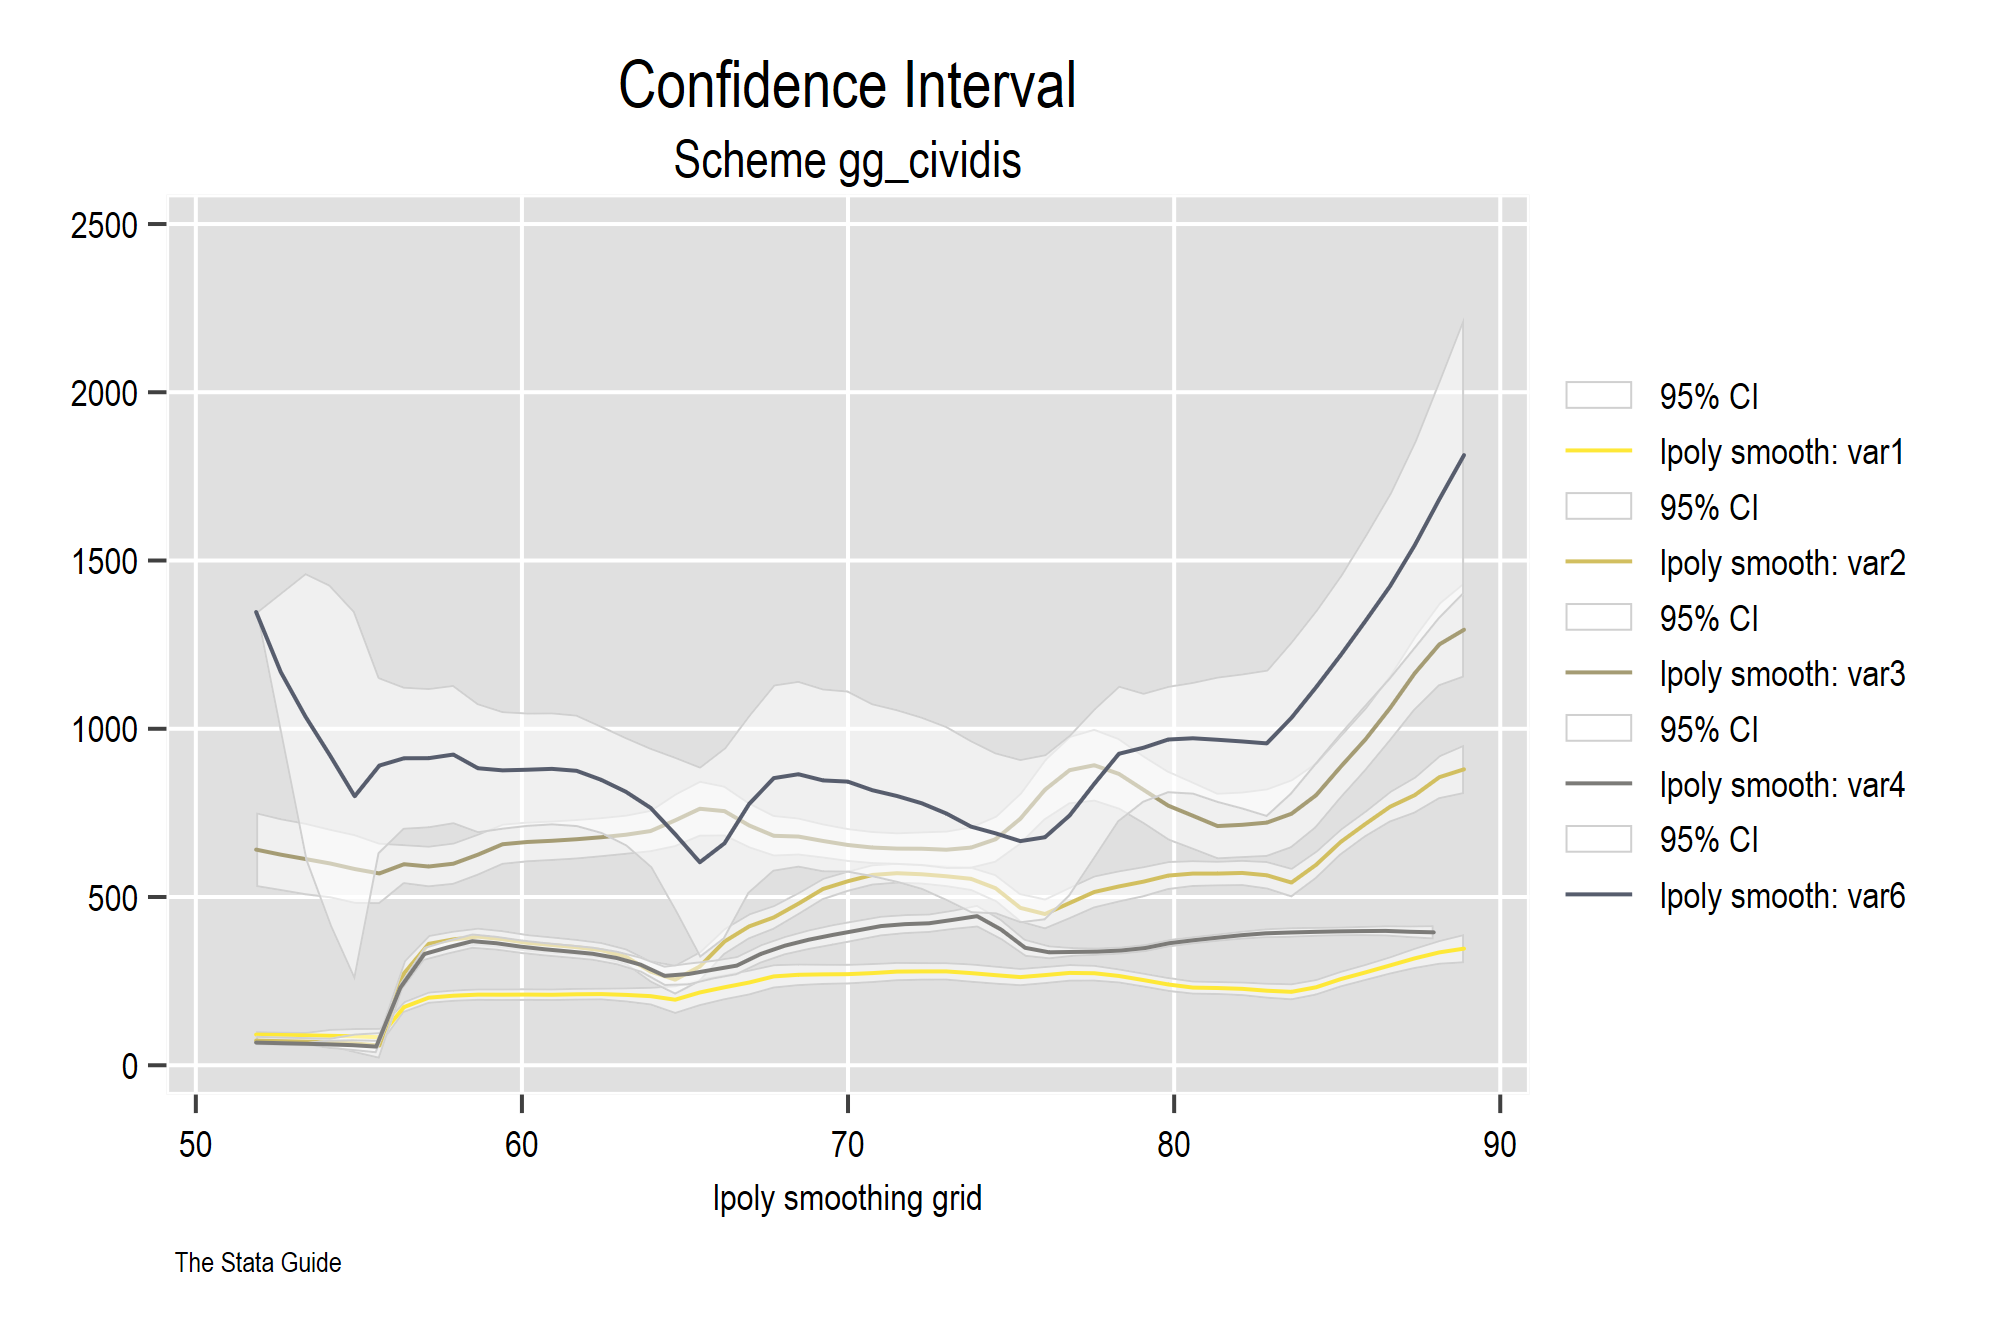 Confidence Interval
Scheme gg_cividis
2500
2000
1500
1000
500
0
50 60 70 80 90
lpoly smoothing grid
95% CI
lpoly smooth: var1
95% CI
lpoly smooth: var2
95% CI
lpoly smooth: var3
95% CI
lpoly smooth: var4
95% CI
lpoly smooth: var6
The Stata Guide